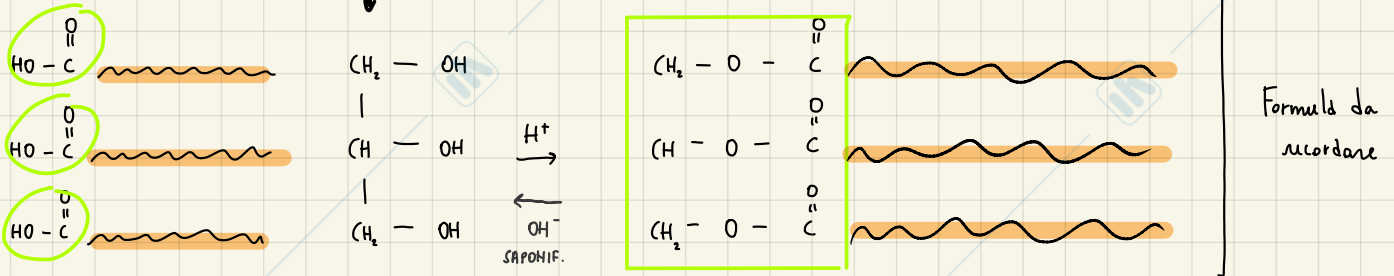 O O
HO – C CH₂ — OH CH₂ – O – C
O O
HO – C CH — OH H⁺ CH – O – C
O O
HO – C CH₂ — OH OH⁻ CH₂ – O – C
SAPONIF.
Formula da
ricordare